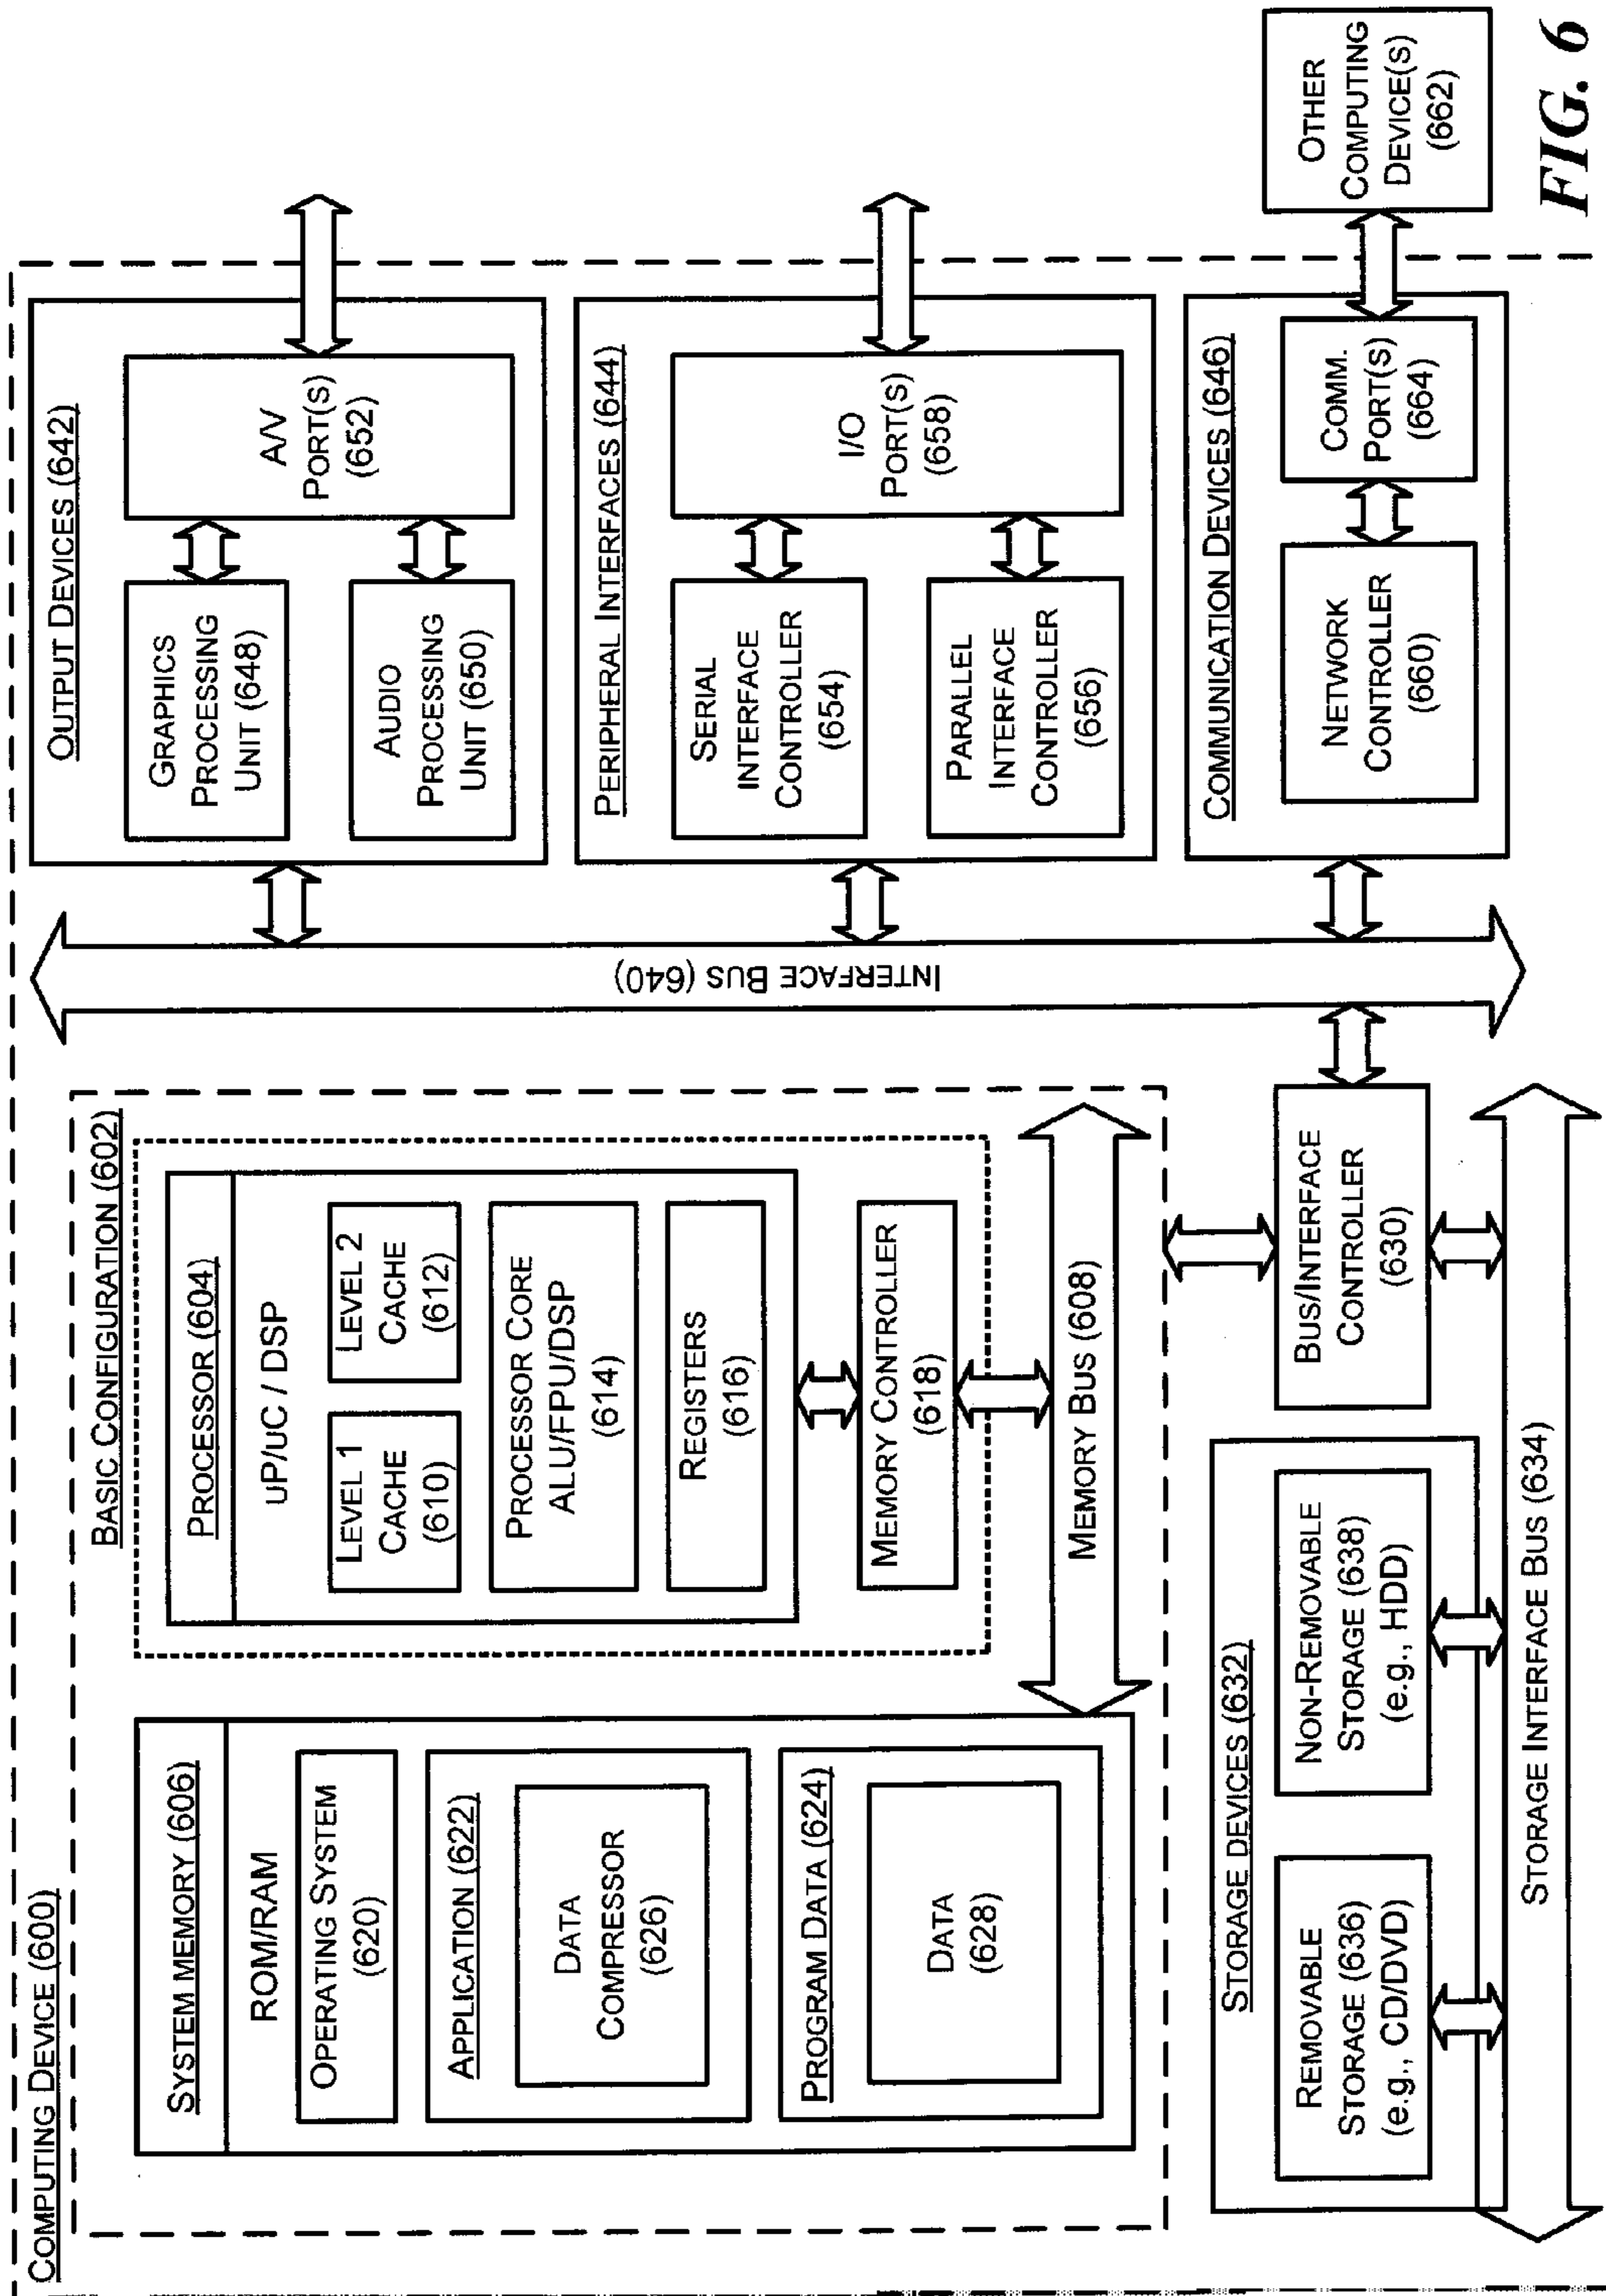 COMPUTING DEVICE (600)
BASIC CONFIGURATION (602)
SYSTEM MEMORY (606)
ROM/RAM
OPERATING SYSTEM
(620)
APPLICATION (622)
DATA
COMPRESSOR
(626)
PROGRAM DATA (624)
DATA
(628)
PROCESSOR (604)
uP/uC / DSP
LEVEL 1
CACHE
(610)
LEVEL 2
CACHE
(612)
PROCESSOR CORE
ALU/FPU/DSP
(614)
REGISTERS
(616)
MEMORY CONTROLLER
(618)
MEMORY BUS (608)
BUS/INTERFACE
CONTROLLER
(630)
STORAGE DEVICES (632)
REMOVABLE
STORAGE (636)
(e.g., CD/DVD)
NON-REMOVABLE
STORAGE (638)
(e.g., HDD)
STORAGE INTERFACE BUS (634)
INTERFACE BUS (640)
OUTPUT DEVICES (642)
GRAPHICS
PROCESSING
UNIT (648)
AUDIO
PROCESSING
UNIT (650)
A/V
PORT(S)
(652)
PERIPHERAL INTERFACES (644)
SERIAL
INTERFACE
CONTROLLER
(654)
PARALLEL
INTERFACE
CONTROLLER
(656)
I/O
PORT(S)
(658)
COMMUNICATION DEVICES (646)
NETWORK
CONTROLLER
(660)
COMM.
PORT(S)
(664)
OTHER
COMPUTING
DEVICE(S)
(662)
FIG. 6